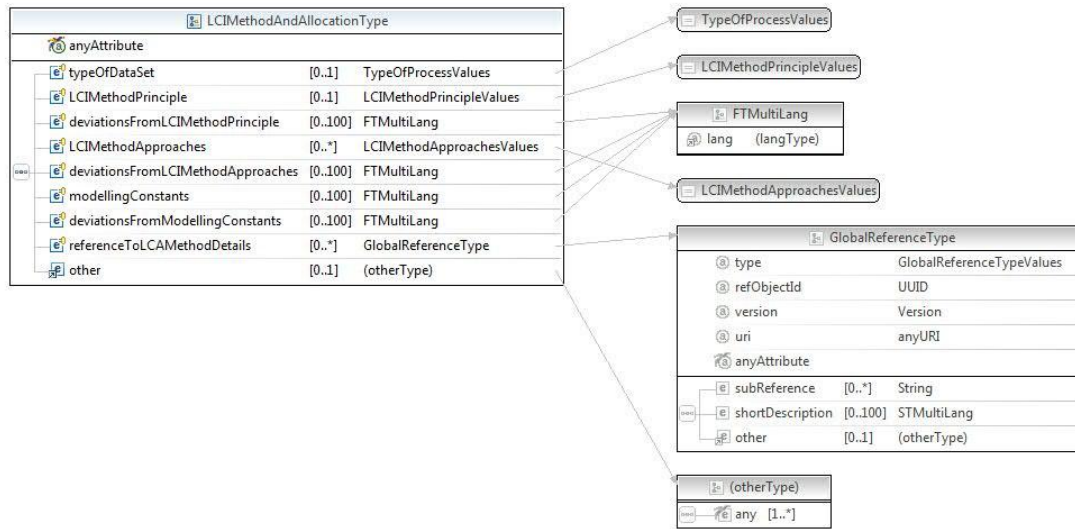 LCIMethodAndAllocationType
anyAttribute
typeOfDataSet [0..1] TypeOfProcessValues
LCIMethodPrinciple [0..1] LCIMethodPrincipleValues
deviationsFromLCIMethodPrinciple [0..100] FTMultiLang
LCIMethodApproaches [0..*] LCIMethodApproachesValues
deviationsFromLCIMethodApproaches [0..100] FTMultiLang
modellingConstants [0..100] FTMultiLang
deviationsFromModellingConstants [0..100] FTMultiLang
referenceToLCAMethodDetails [0..*] GlobalReferenceType
other [0..1] (otherType)
TypeOfProcessValues
LCIMethodPrincipleValues
FTMultiLang
lang (langType)
LCIMethodApproachesValues
GlobalReferenceType
type GlobalReferenceTypeValues
refObjectId UUID
version Version
uri anyURI
anyAttribute
subReference [0..*] String
shortDescription [0..100] STMultiLang
other [0..1] (otherType)
(otherType)
any [1..*]